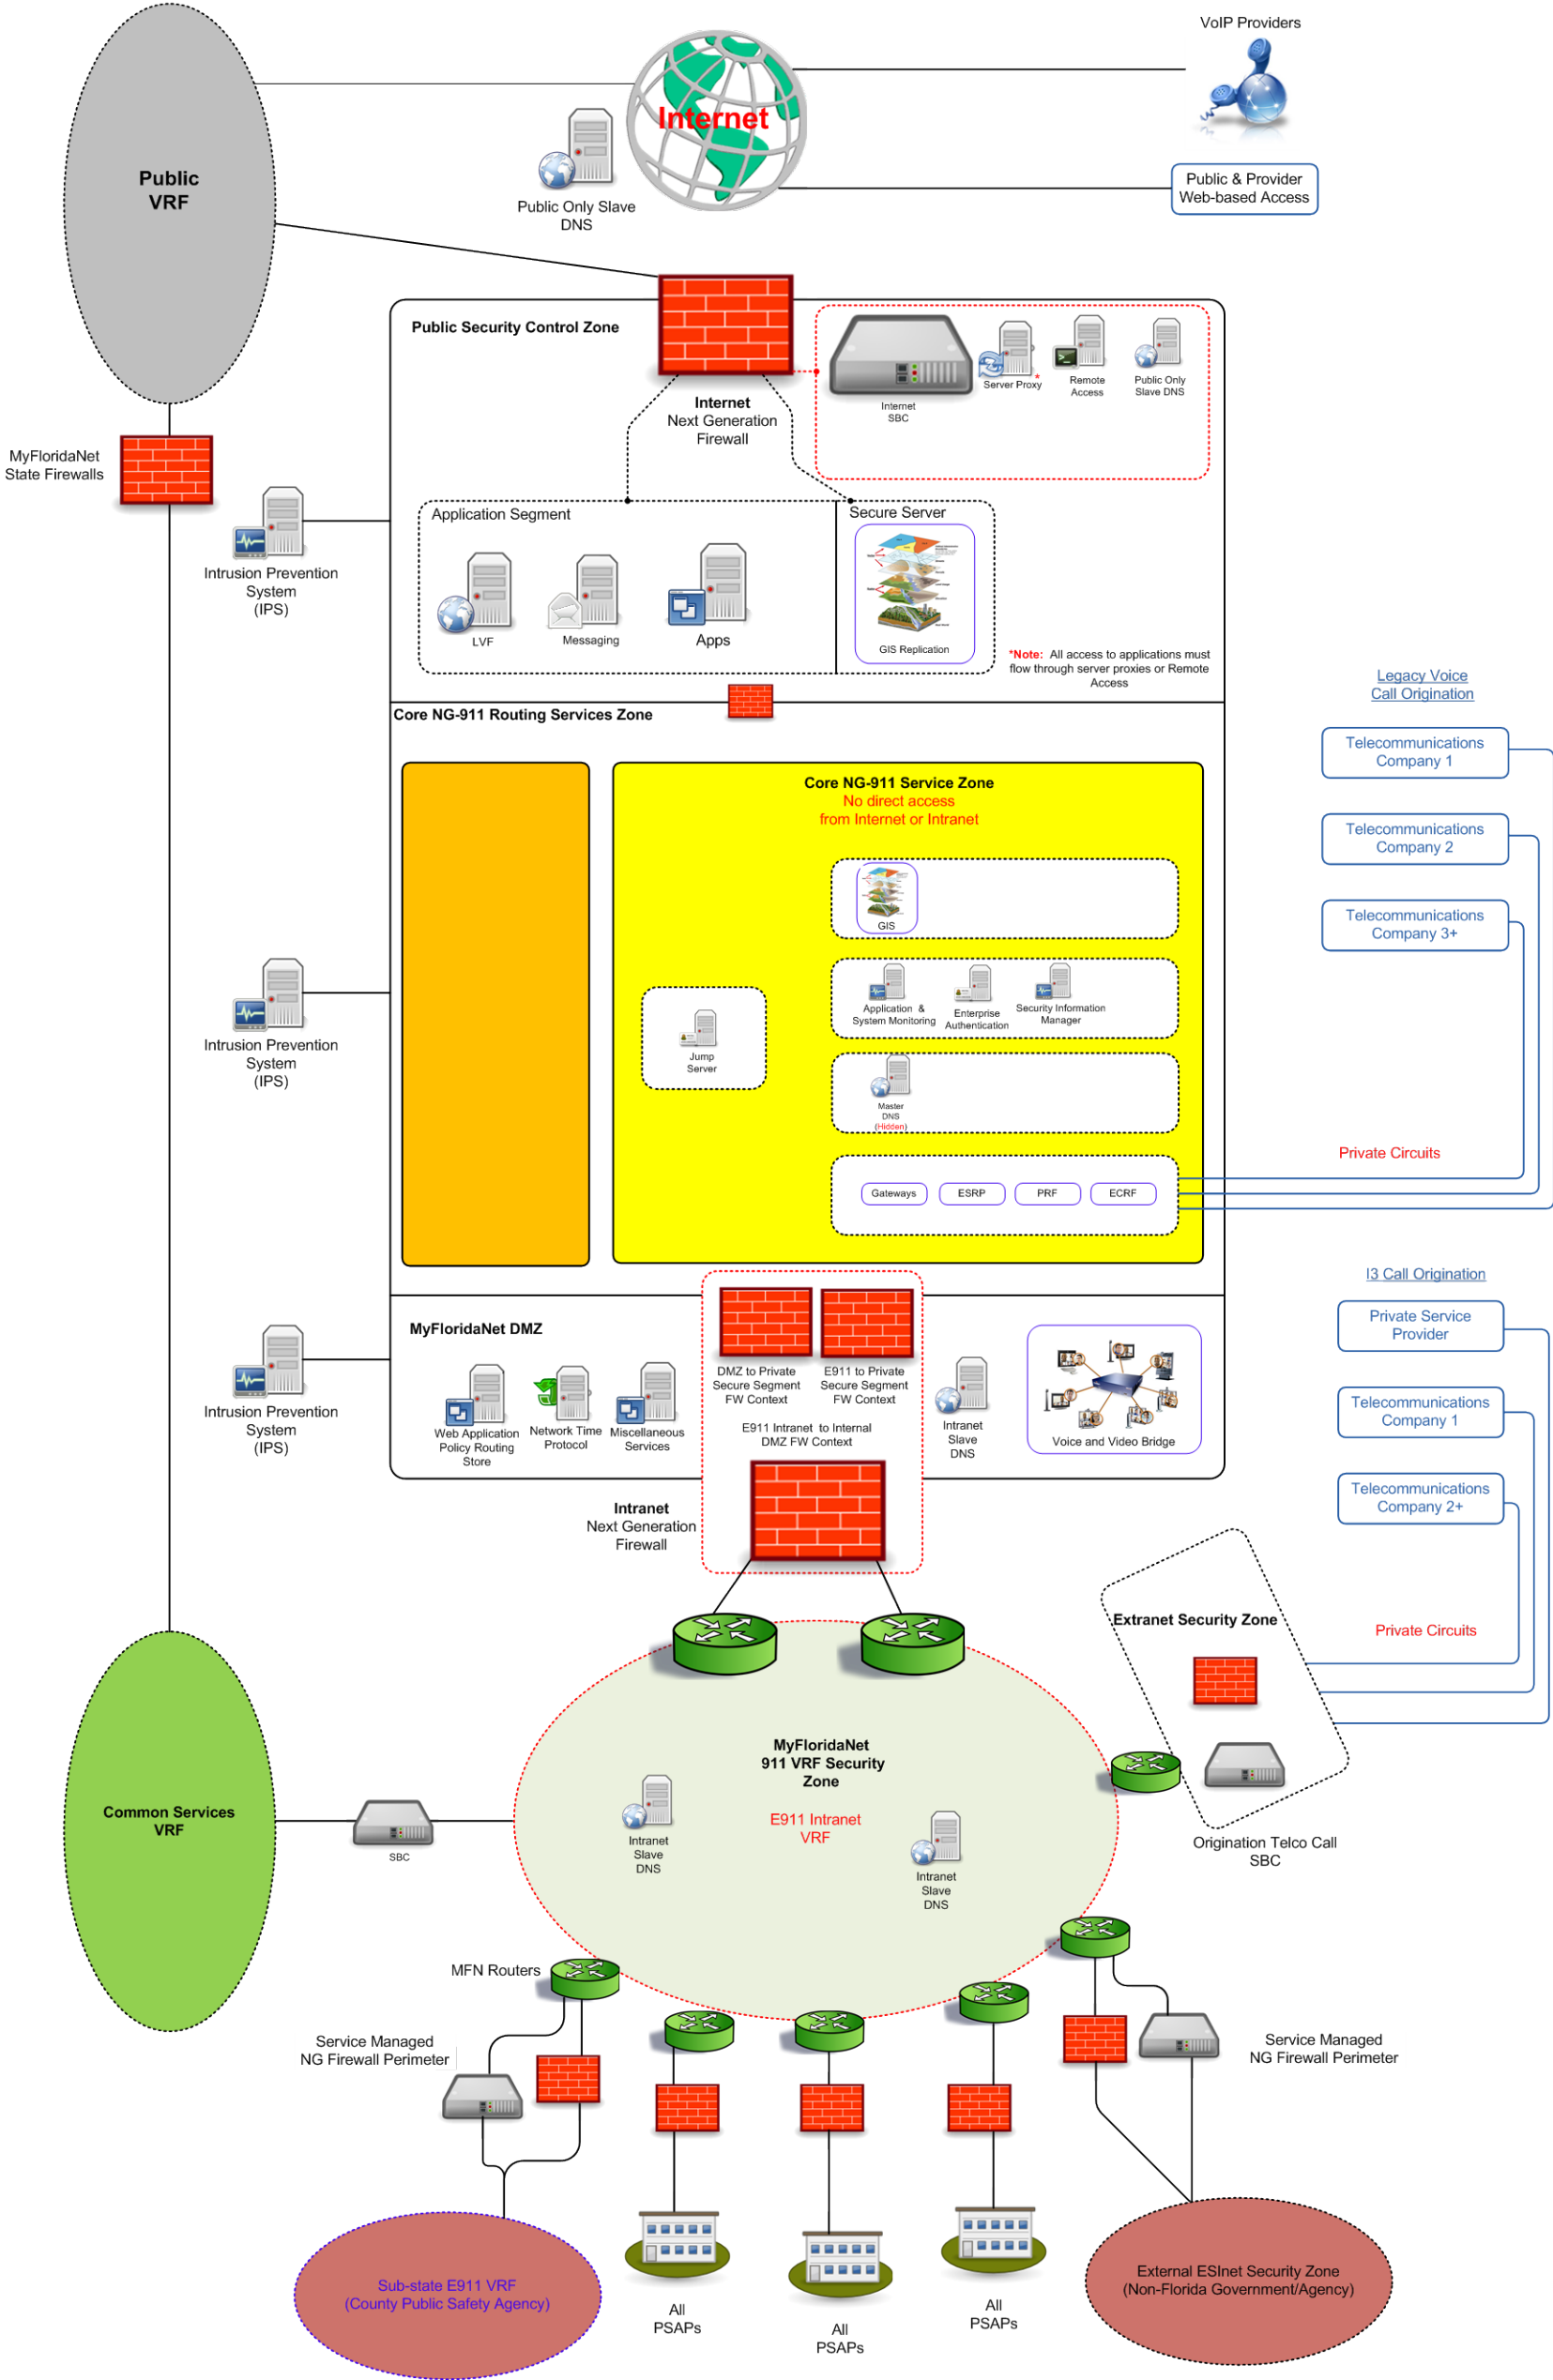 VoIP Providers
Internet
Public
VRF
Public & Provider
Web-based Access
Public Only Slave
DNS
Public Security Control Zone
Internet
Next Generation
Firewall
Internet
SBC
Server Proxy
*
Remote
Access
Public Only
Slave DNS
MyFloridaNet
State Firewalls
Intrusion Prevention
System
(IPS)
Application Segment
LVF
Messaging
Apps
Secure Server
GIS Replication
*Note: All access to applications must
flow through server proxies or Remote
Access
Core NG-911 Routing Services Zone
Legacy Voice
Call Origination
Telecommunications
Company 1
Telecommunications
Company 2
Telecommunications
Company 3+
Private Circuits
Core NG-911 Service Zone
No direct access
from Internet or Intranet
GIS
Application &
System Monitoring
Enterprise
Authentication
Security Information
Manager
Jump
Server
Master
DNS
(Hidden)
Gateways
ESRP
PRF
ECRF
Intrusion Prevention
System
(IPS)
I3 Call Origination
Private Service
Provider
Telecommunications
Company 1
Telecommunications
Company 2+
Private Circuits
MyFloridaNet DMZ
Intrusion Prevention
System
(IPS)
Web Application
Policy Routing
Store
Network Time
Protocol
Miscellaneous
Services
DMZ to Private
Secure Segment
FW Context
E911 to Private
Secure Segment
FW Context
E911 Intranet to Internal
DMZ FW Context
Intranet
Slave
DNS
Voice and Video Bridge
Intranet
Next Generation
Firewall
Extranet Security Zone
Origination Telco Call
SBC
MyFloridaNet
911 VRF Security
Zone
E911 Intranet
VRF
Intranet
Slave
DNS
Intranet
Slave
DNS
Common Services
VRF
SBC
MFN Routers
Service Managed
NG Firewall Perimeter
Service Managed
NG Firewall Perimeter
Sub-state E911 VRF
(County Public Safety Agency)
All
PSAPs
All
PSAPs
All
PSAPs
External ESInet Security Zone
(Non-Florida Government/Agency)